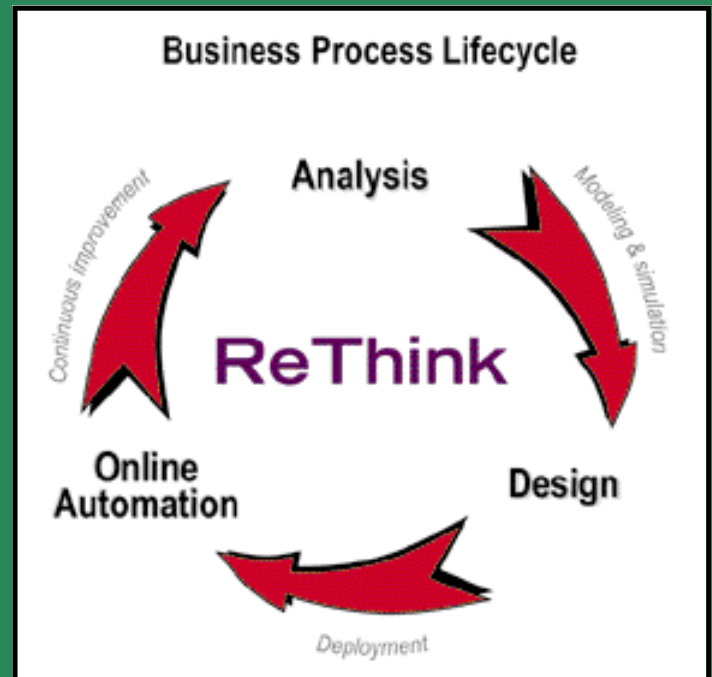 Business Process Lifecycle
Analysis
Modeling & simulation
Continuous improvement
ReThink
Online
Automation
Design
Deployment